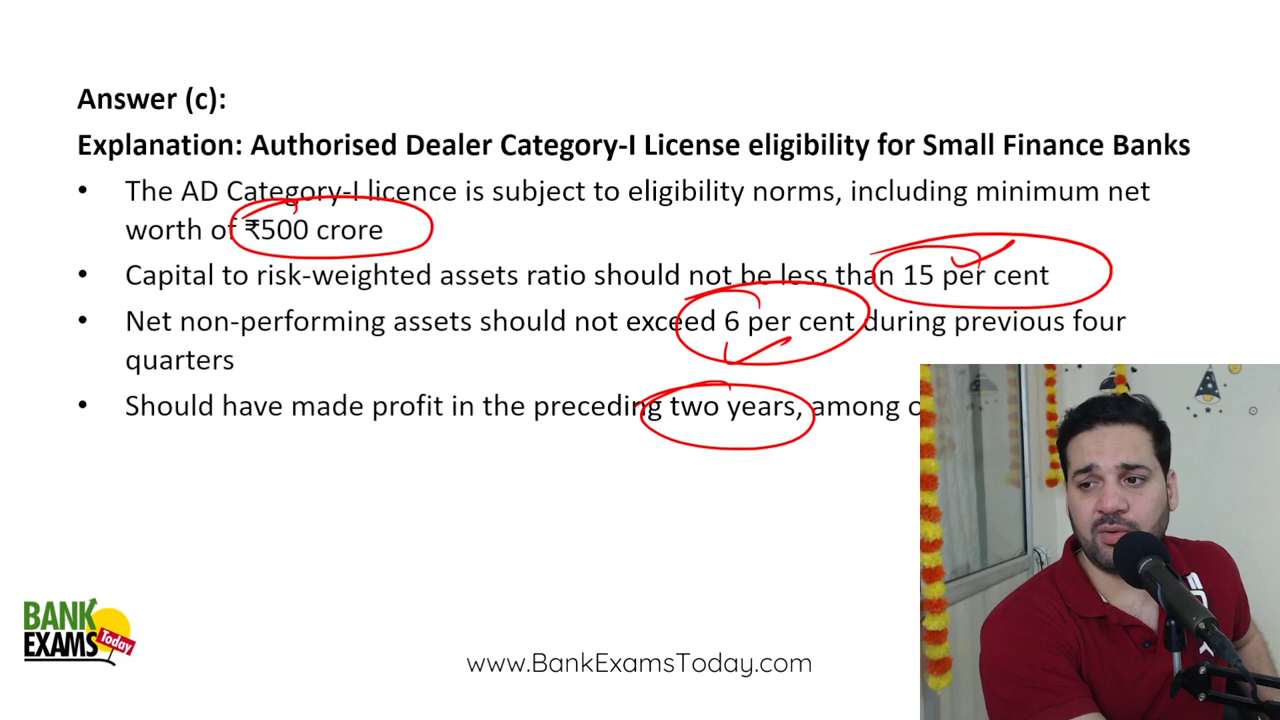 Answer (c):
Explanation: Authorised Dealer Category-I License eligibility for Small Finance Banks
• The AD Category-I licence is subject to eligibility norms, including minimum net
worth of ₹500 crore
• Capital to risk-weighted assets ratio should not be less than 15 per cent
• Net non-performing assets should not exceed 6 per cent during previous four
quarters
• Should have made profit in the preceding two years, among
BANK
EXAMS
Today
www.BankExamsToday.com